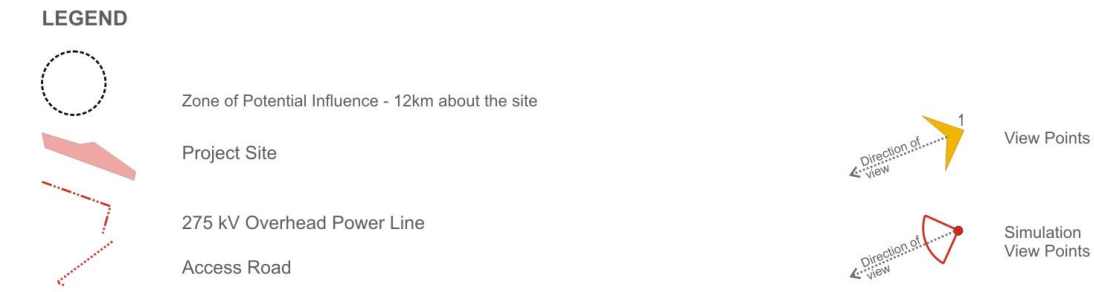 LEGEND
Zone of Potential Influence - 12km about the site
Project Site
275 kV Overhead Power Line
Access Road
1
Direction of
view
View Points
Direction of
view
Simulation
View Points